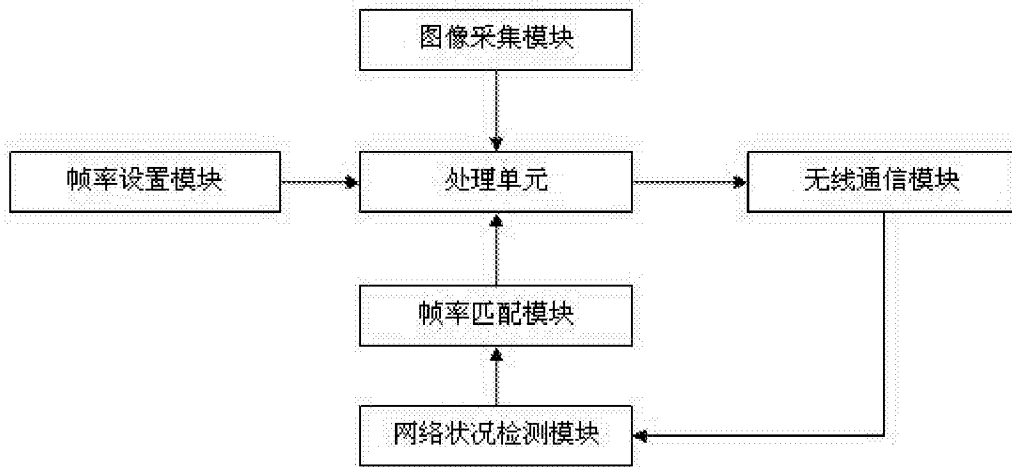 图像采集模块
帧率设置模块
处理单元
无线通信模块
帧率匹配模块
网络状况检测模块